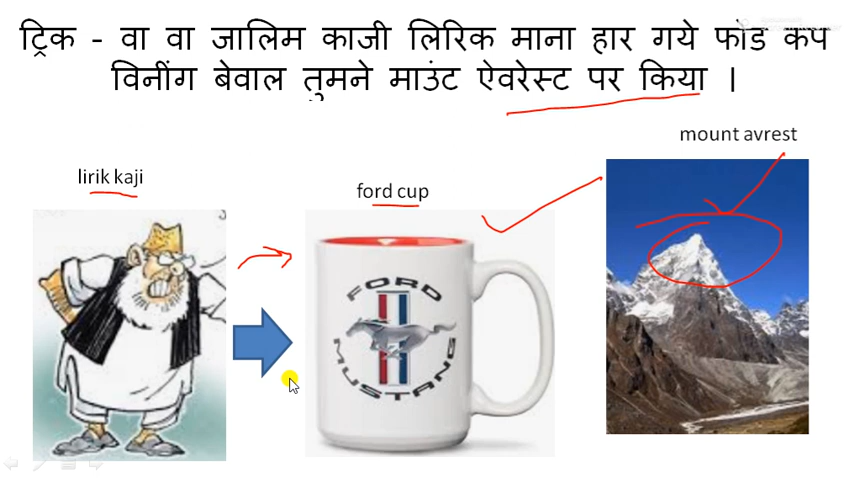 ट्रिक - वा वा जालिम काजी लिरिक माना हार गये फोड कप
विनींग बेवाल तुमने माउंट ऐवरेस्ट पर किया ।
mount avrest
lirik kaji
ford cup
FORD
MUSTANG